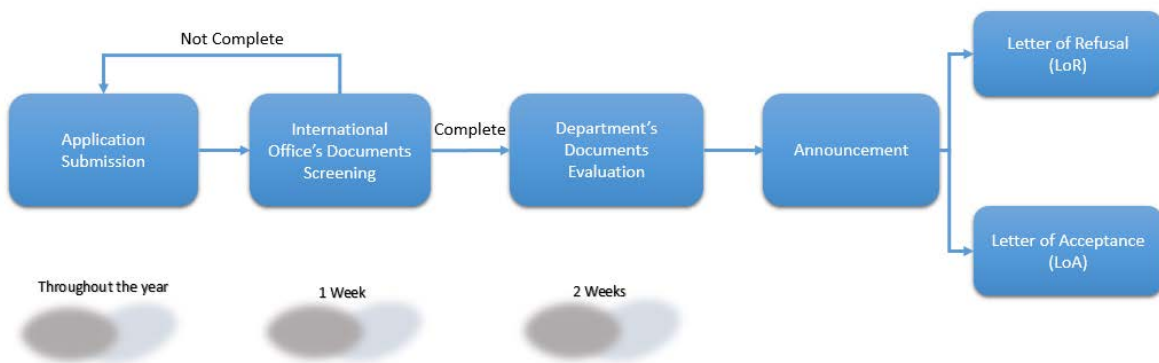 Not Complete
Application
Submission
International
Office's Documents
Screening
Complete
Department's
Documents
Evaluation
Announcement
Letter of Refusal
(LoR)
Letter of Acceptance
(LoA)
Throughout the year
1 Week
2 Weeks